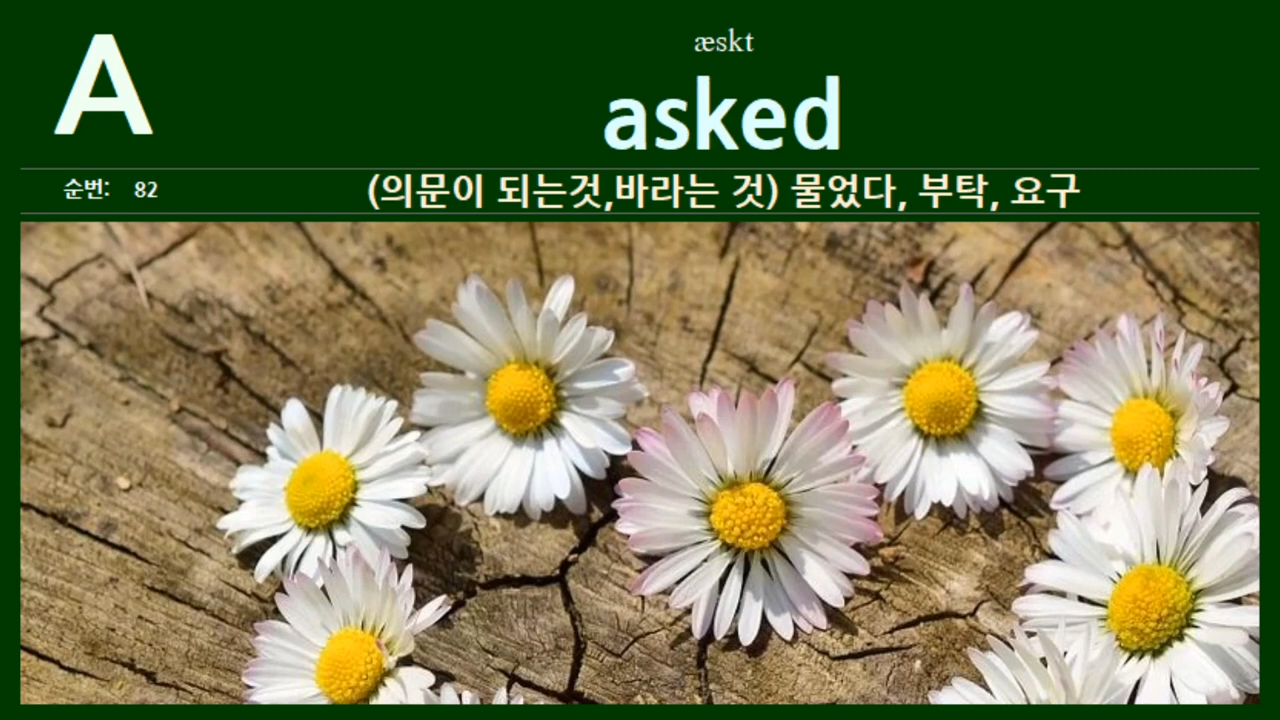 A
æskt
asked
순번: 82
(의문이 되는것,바라는 것) 물었다, 부탁, 요구